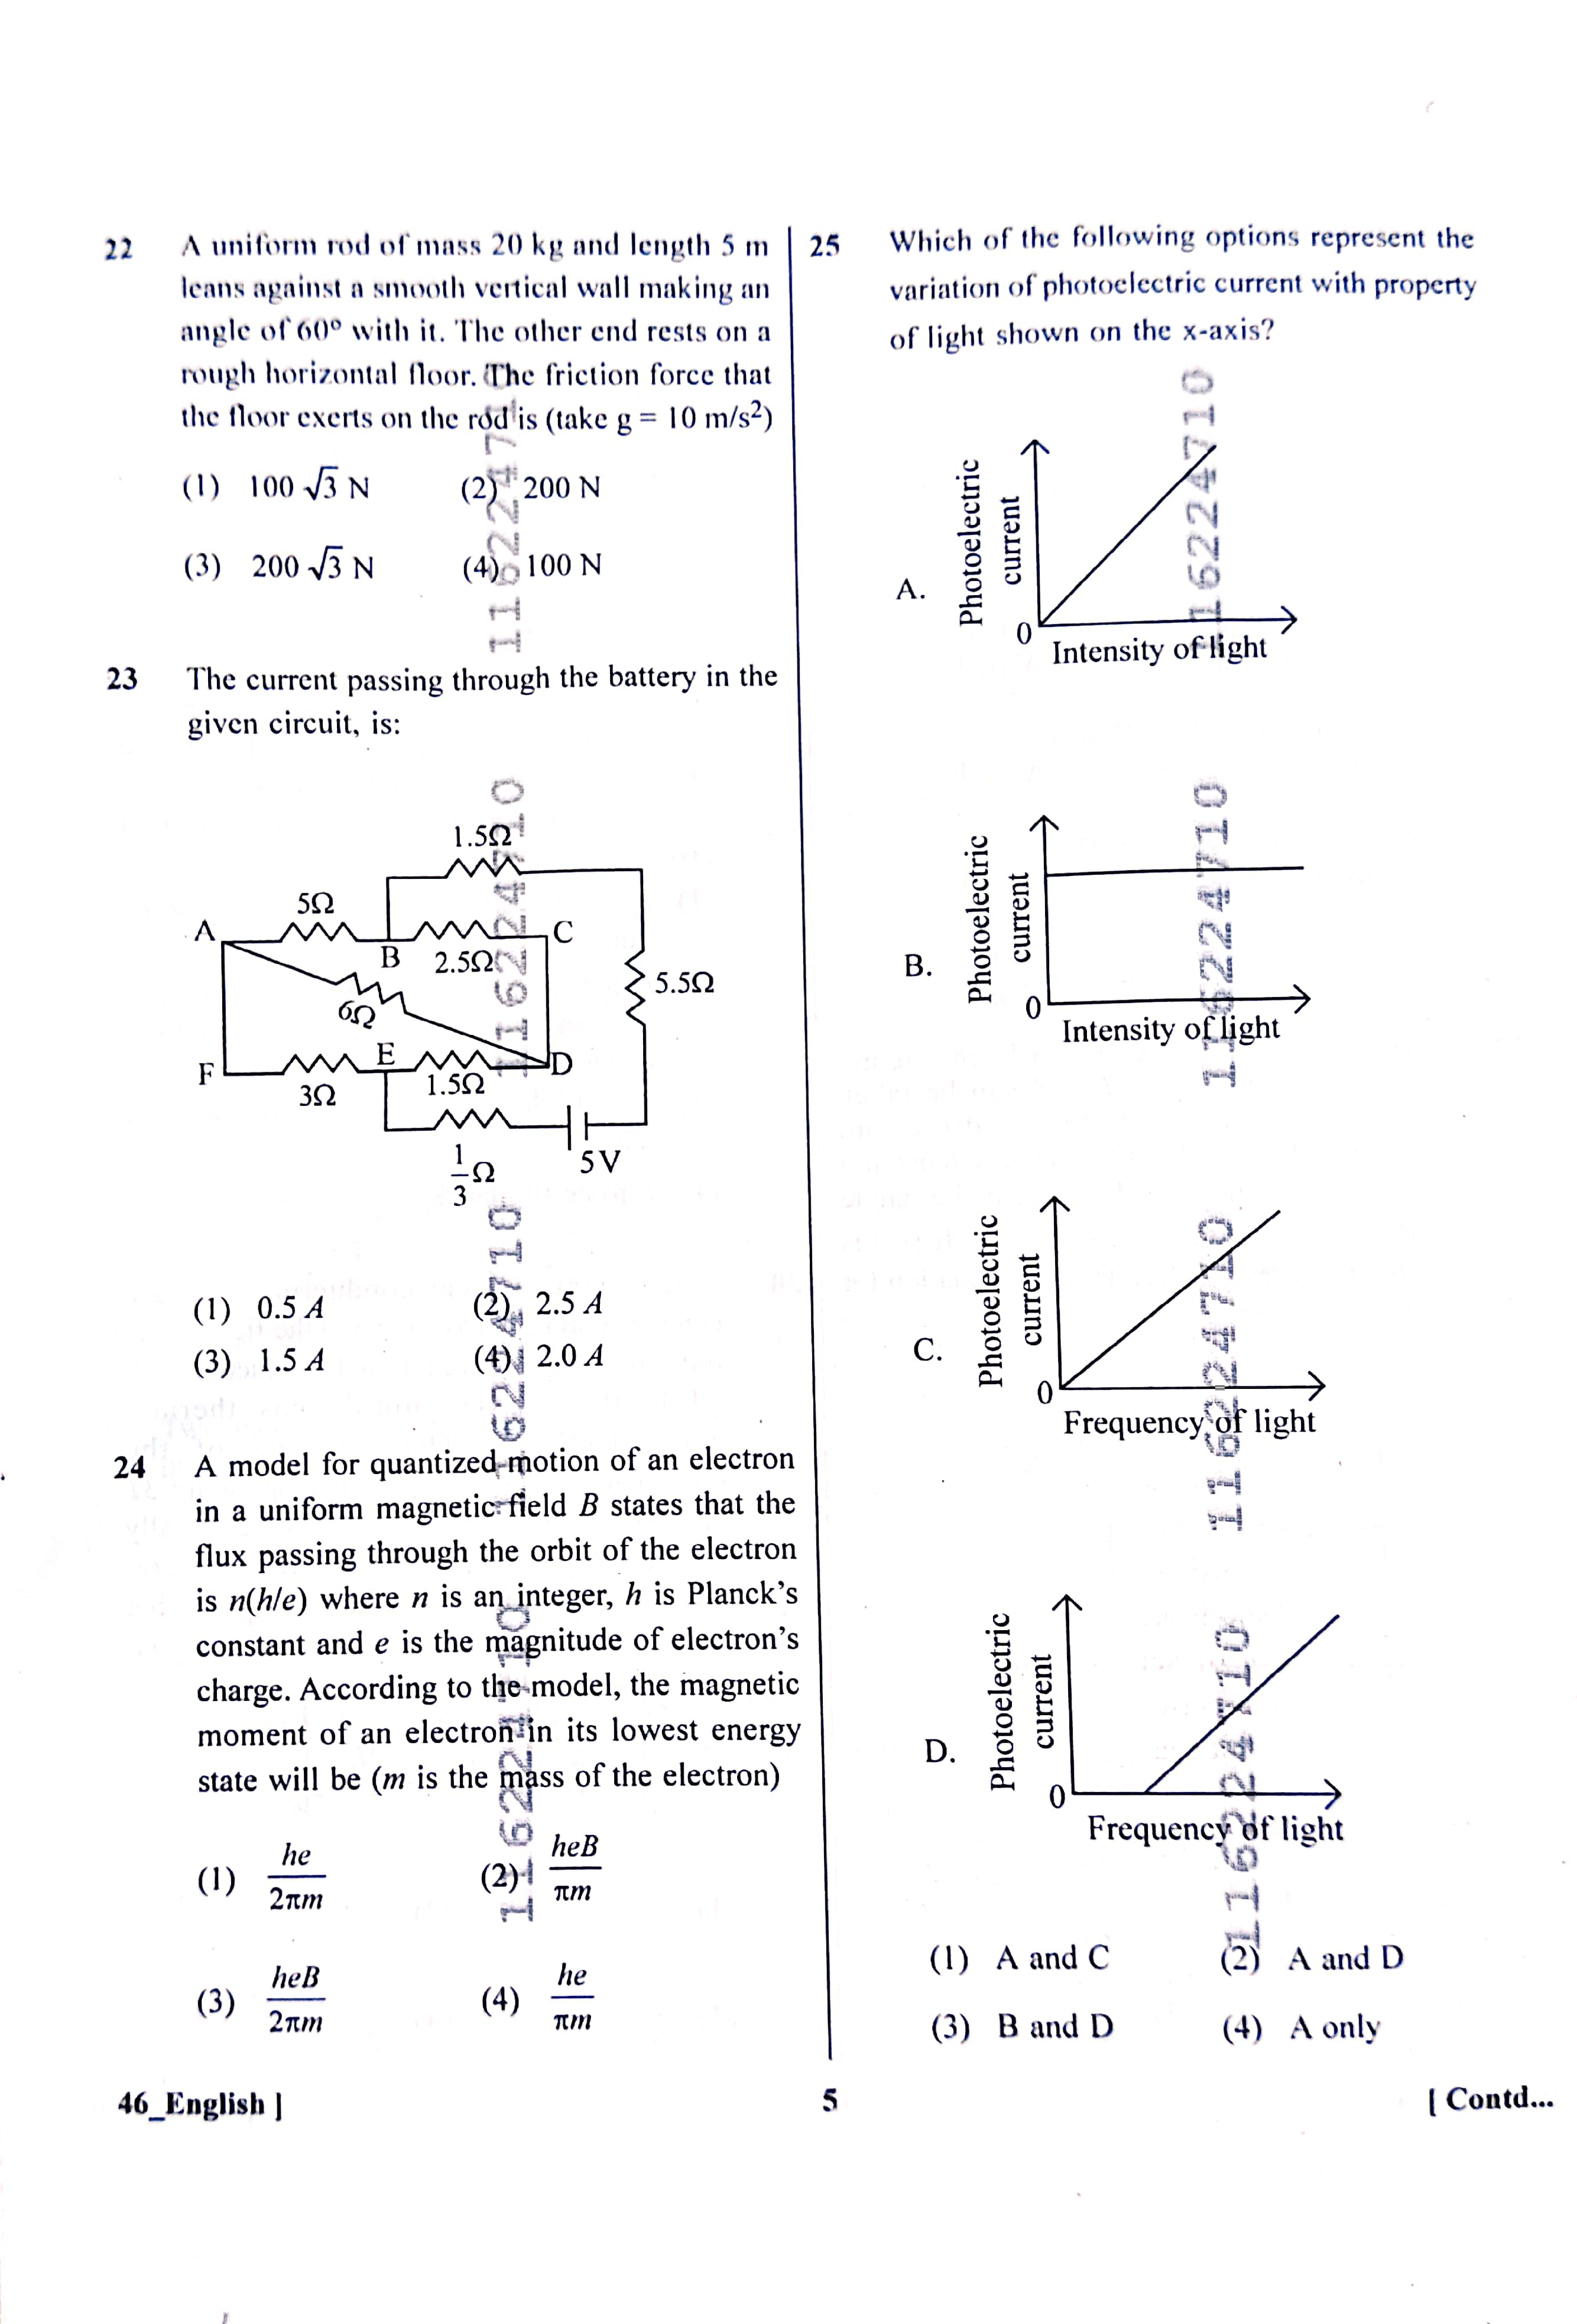 22 A uniform rod of mass 20 kg and length 5 m
leans against a smooth vertical wall making an
angle of 60° with it. The other end rests on a
rough horizontal floor. The friction force that
the floor exerts on the rod is (take g = 10 m/s²)
(1) 100 √3 N (2) 200 N
(3) 200 √3 N (4) 100 N
23 The current passing through the battery in the
given circuit, is:
1.5Ω
5Ω
A
B
2.5Ω
C
5.5Ω
6Ω
F
E
D
3Ω
1.5Ω
1/3 Ω
5V
(1) 0.5 A (2) 2.5 A
(3) 1.5 A (4) 2.0 A
24 A model for quantized motion of an electron
in a uniform magnetic field B states that the
flux passing through the orbit of the electron
is n(h/e) where n is an integer, h is Planck's
constant and e is the magnitude of electron's
charge. According to the model, the magnetic
moment of an electron in its lowest energy
state will be (m is the mass of the electron)
(1) he/2πm (2) heB/πm
(3) heB/2πm (4) he/πm
25 Which of the following options represent the
variation of photoelectric current with property
of light shown on the x-axis?
A.
Photoelectric
current
0
Intensity of light
B.
Photoelectric
current
0
Intensity of light
C.
Photoelectric
current
0
Frequency of light
D.
Photoelectric
current
0
Frequency of light
(1) A and C (2) A and D
(3) B and D (4) A only
46_English ]
5
[ Contd...
116224710
116224710
116224710
116224710
116224710
116224710
116224710
116224710